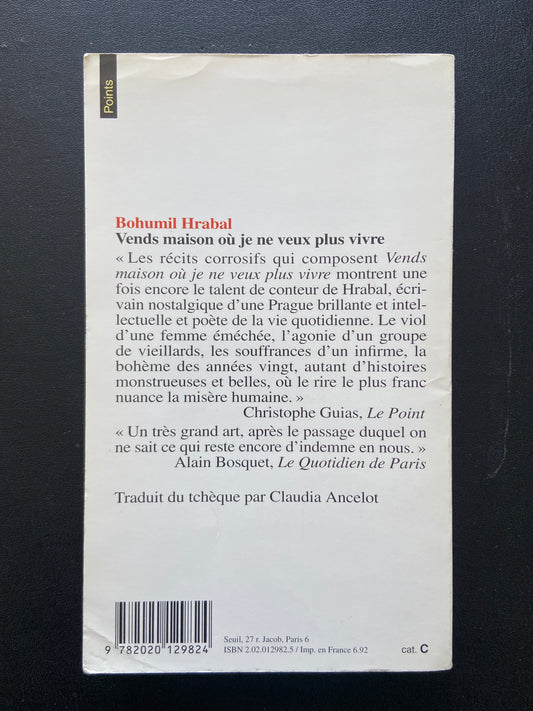 Points
Bohumil Hrabal
Vends maison où je ne veux plus vivre
« Les récits corrosifs qui composent Vends
maison où je ne veux plus vivre montrent une
fois encore le talent de conteur de Hrabal, écri-
vain nostalgique d'une Prague brillante et intel-
lectuelle et poète de la vie quotidienne. Le viol
d'une femme éméchée, l'agonie d'un groupe
de vieillards, les souffrances d'un infirme, la
bohème des années vingt, autant d'histoires
monstrueuses et belles, où le rire le plus franc
nuance la misère humaine. »
Christophe Guias, Le Point
« Un très grand art, après le passage duquel on
ne sait ce qui reste encore d'indemne en nous. »
Alain Bosquet, Le Quotidien de Paris
Traduit du tchèque par Claudia Ancelot
9 782020 129824
Seuil, 27 r. Jacob, Paris 6
ISBN 2.02.012982.5 / Imp. en France 6.92
cat. C